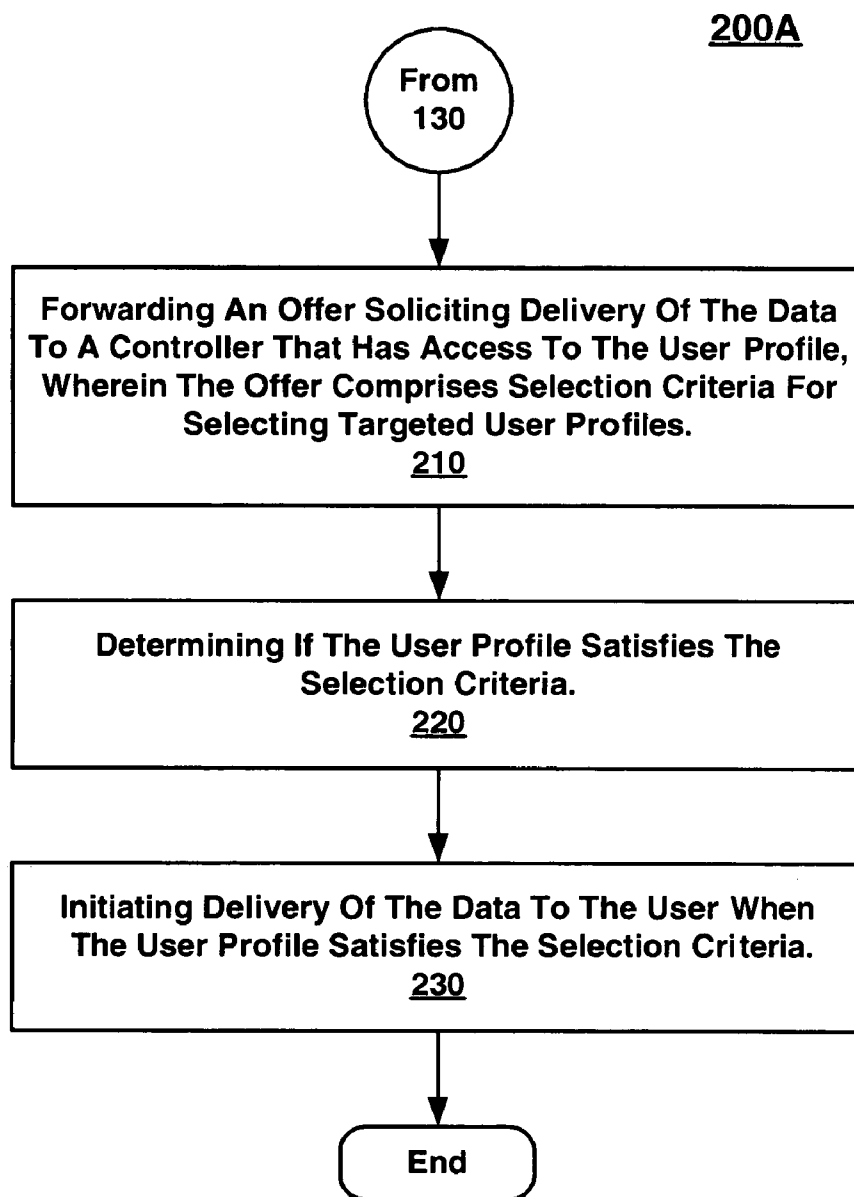 200A
From
130
Forwarding An Offer Soliciting Delivery Of The Data
To A Controller That Has Access To The User Profile,
Wherein The Offer Comprises Selection Criteria For
Selecting Targeted User Profiles.
210
Determining If The User Profile Satisfies The
Selection Criteria.
220
Initiating Delivery Of The Data To The User When
The User Profile Satisfies The Selection Criteria.
230
End